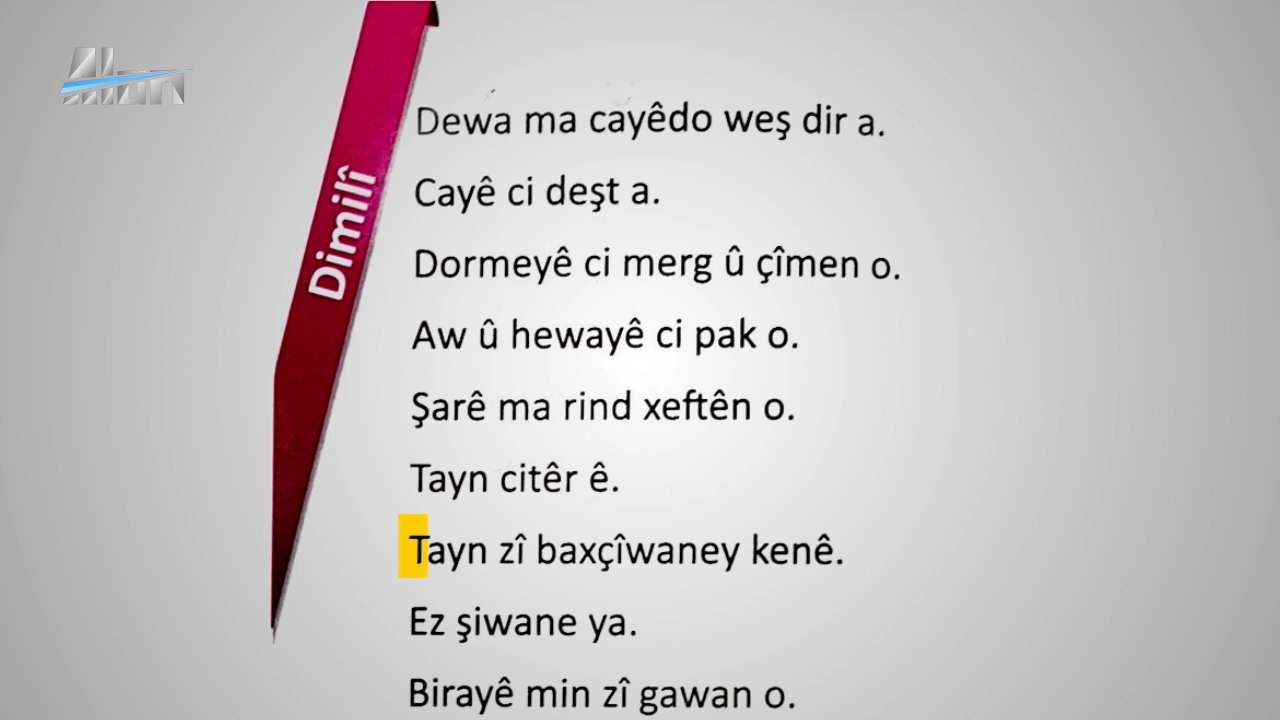 Alan
Dimilî
Dewa ma cayêdo weş dir a.
Cayê ci deşt a.
Dormeyê ci merg û çîmen o.
Aw û hewayê ci pak o.
Şarê ma rind xeftên o.
Tayn citêr ê.
Tayn zî baxçîwaney kenê.
Ez şiwane ya.
Birayê min zî gawan o.